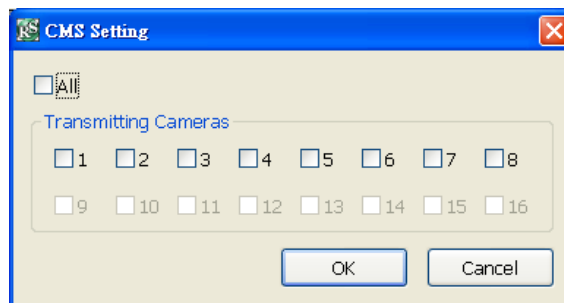 RS CMS Setting
All
Transmitting Cameras
1 2 3 4 5 6 7 8
9 10 11 12 13 14 15 16
OK Cancel